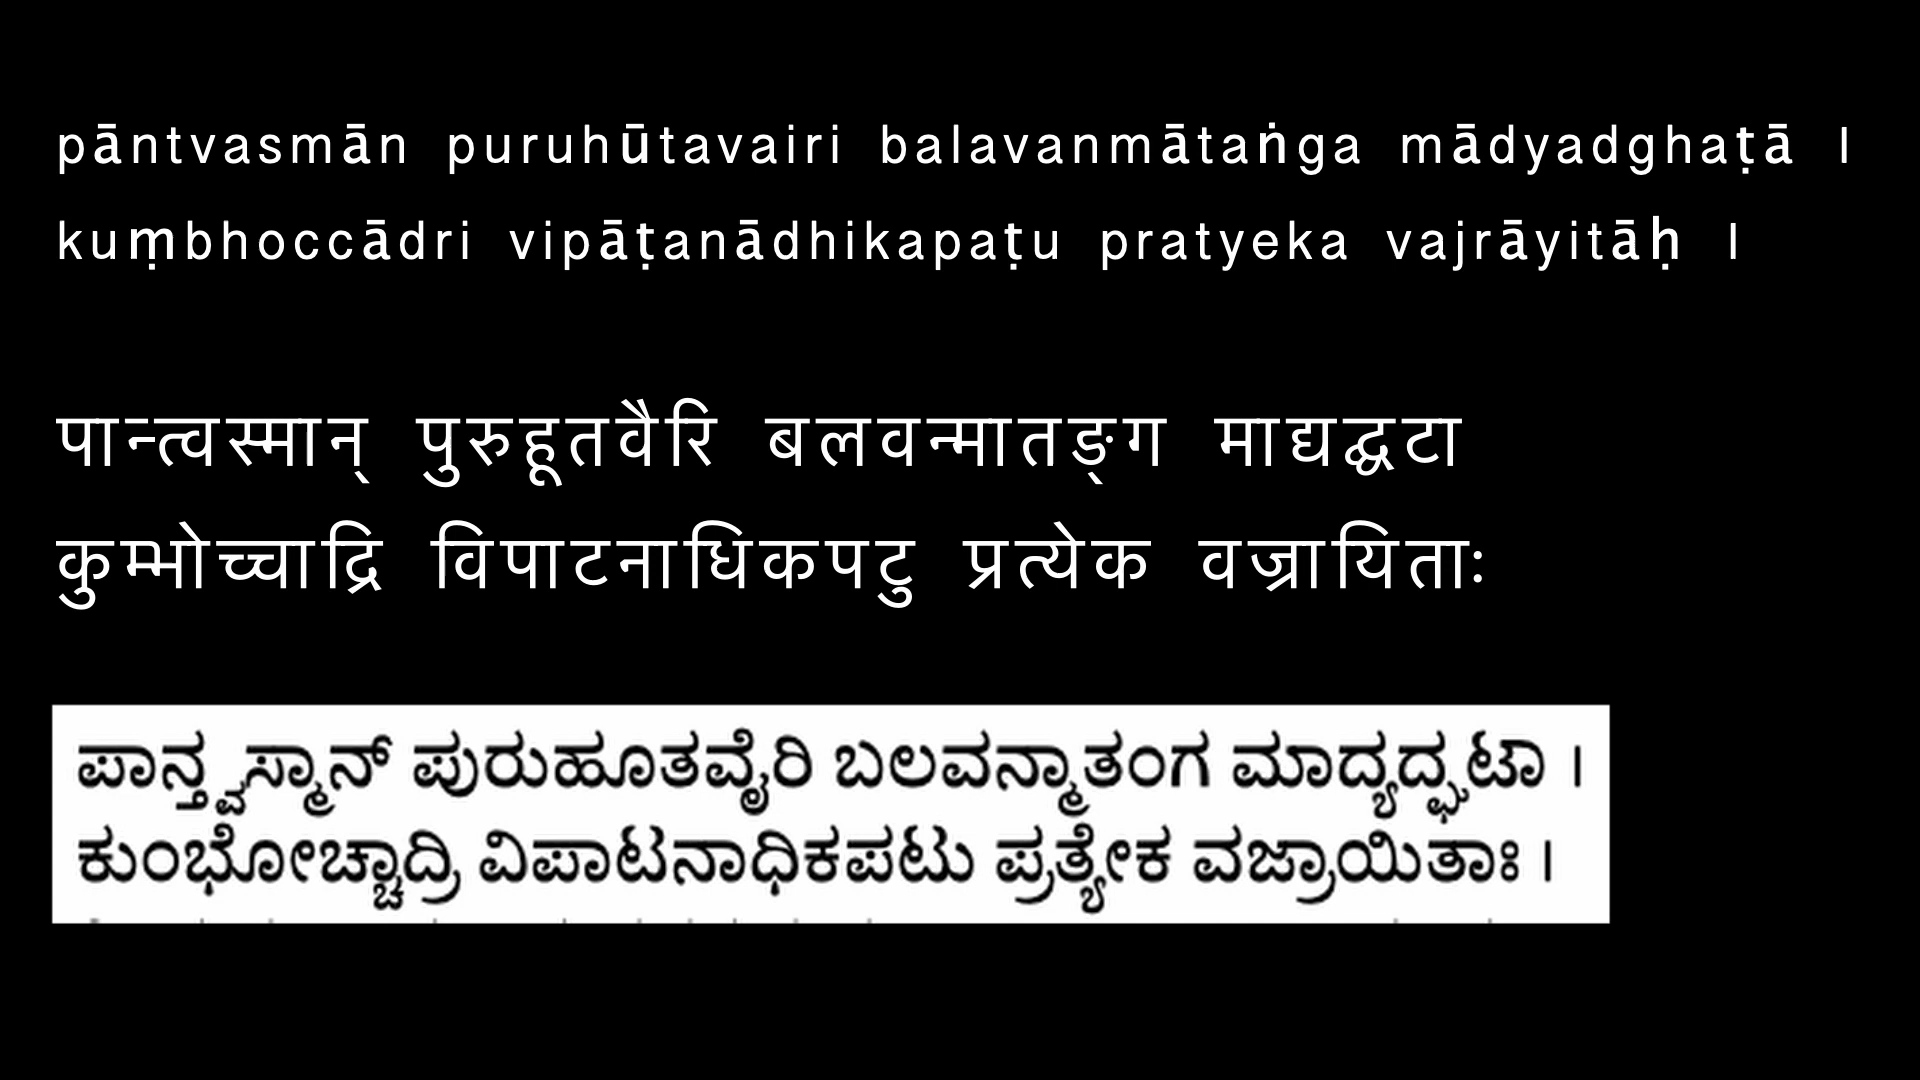 pāntvasmān puruhūtavairi balavanmātaṅga mādyadghaṭā |
kuṃbhoccādri vipāṭanādhikapaṭu pratyeka vajrāyitāḥ |
पान्त्वस्मान् पुरुहूतवैरि बलवन्मातङ्ग माद्यद्घटा
कुम्भोच्चाद्रि विपाटनाधिकपटु प्रत्येक वज्रायिताः
ಪಾನ್ತ್ವಸ್ಮಾನ್ ಪುರುಹೂತವೈರಿ ಬಲವನ್ಮಾತಂಗ ಮಾದ್ಯದ್ಘಟಾ ।
ಕುಂಭೋಚ್ಚಾದ್ರಿ ವಿಪಾಟನಾಧಿಕಪಟು ಪ್ರತ್ಯೇಕ ವಜ್ರಾಯಿತಾಃ ।